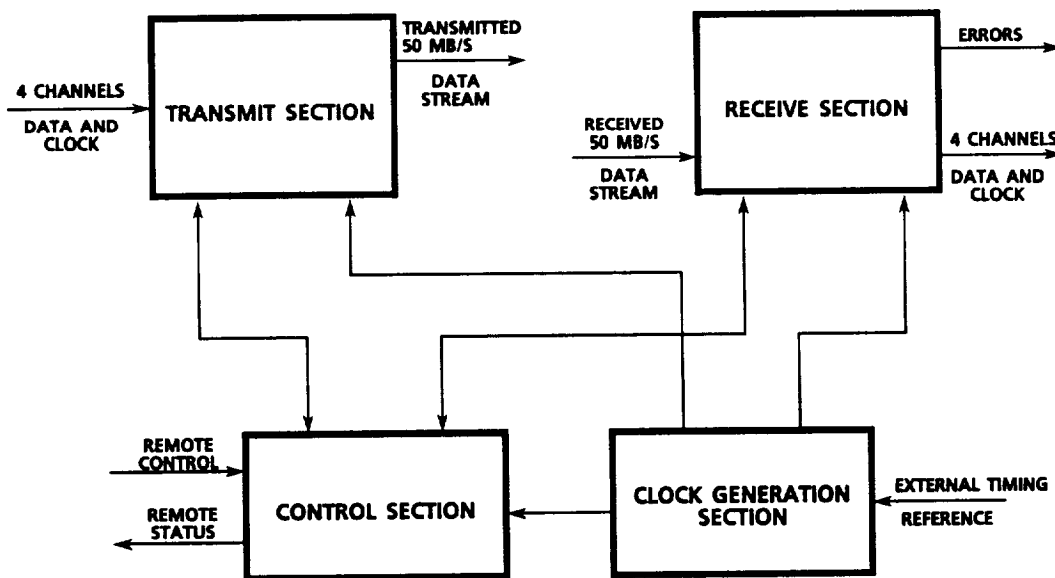 TRANSMITTED
50 MB/S
DATA
STREAM
4 CHANNELS
DATA AND
CLOCK
TRANSMIT SECTION
ERRORS
RECEIVE SECTION
RECEIVED
50 MB/S
DATA
STREAM
4 CHANNELS
DATA AND
CLOCK
REMOTE
CONTROL
REMOTE
STATUS
CONTROL SECTION
CLOCK GENERATION
SECTION
EXTERNAL TIMING
REFERENCE